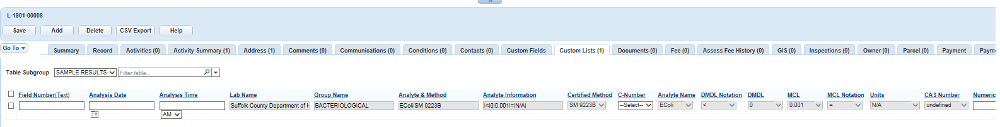 L-1901-00008
Save Add Delete CSV Export Help
Go To Summary Record Activities (0) Activity Summary (1) Address (1) Comments (0) Communications (0) Conditions (0) Contacts (0) Custom Fields Custom Lists (1) Documents (0) Fee (0) Assess Fee History (0) GIS (0) Inspections (0) Owner (0) Parcel (0) Payment Payme
Table Subgroup SAMPLE RESULTS Filter table...
Field Number(Text) Analysis Date Analysis Time Lab Name Group Name Analyte & Method Analyte Information Certified Method C-Number Analyte Name DMDL Notation DMDL MCL MCL Notation Units CAS Number Numeric
Suffolk County Department of H BACTERIOLOGICAL EColi|SM 9223B |<|0|0.001|=|N/A| SM 9223B --Select-- EColi < 0 0.001 = N/A undefined
AM